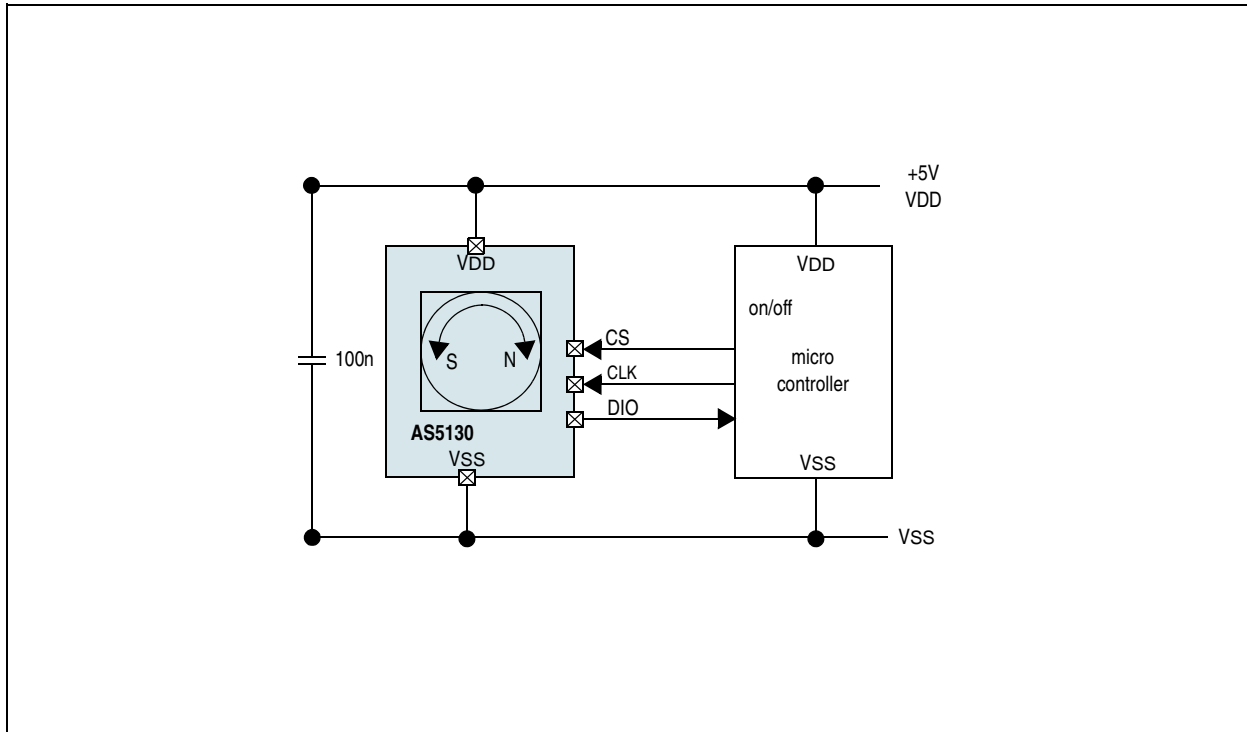 +5V
VDD
VDD
VDD
on/off
CS
100n
S
N
micro
CLK
controller
DIO
AS5130
VSS
VSS
VSS